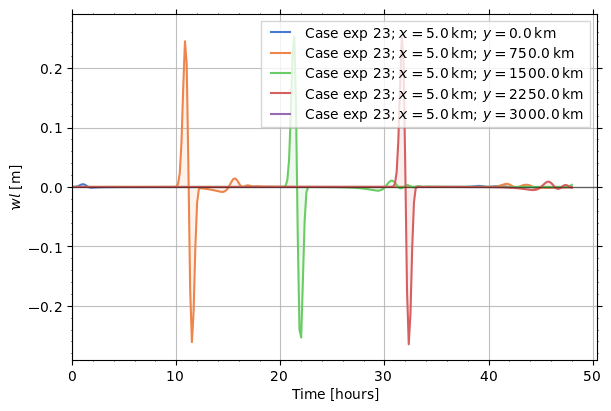 Case exp 23; x = 5.0 km; y = 0.0 km
Case exp 23; x = 5.0 km; y = 750.0 km
Case exp 23; x = 5.0 km; y = 1500.0 km
Case exp 23; x = 5.0 km; y = 2250.0 km
Case exp 23; x = 5.0 km; y = 3000.0 km
0.2
0.1
0.0
−0.1
−0.2
wl [m]
0 10 20 30 40 50
Time [hours]